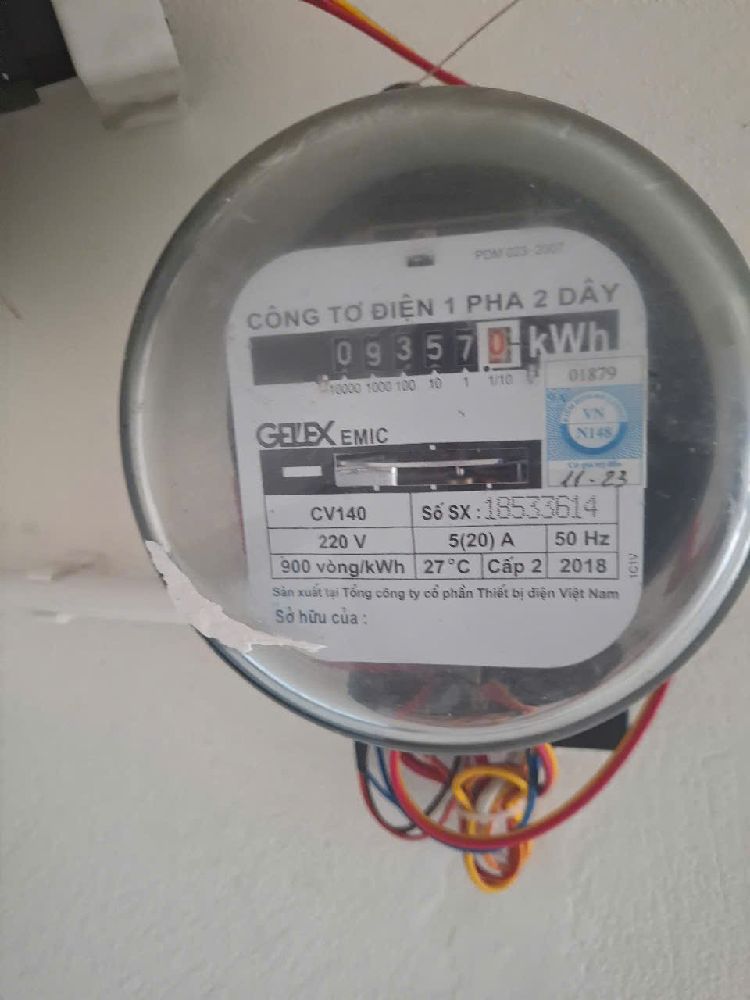 PDM 023-2007
CÔNG TƠ ĐIỆN 1 PHA 2 DÂY
093570 kWh
10000 1000 100 10 1 1/10
01879
VN
N148
11-23
GELEX EMIC
CV140 Số SX : 18533614
220 V 5(20) A 50 Hz
900 vòng/kWh 27°C Cấp 2 2018
Sản xuất tại Tổng công ty cổ phần Thiết bị điện Việt Nam
Sở hữu của :